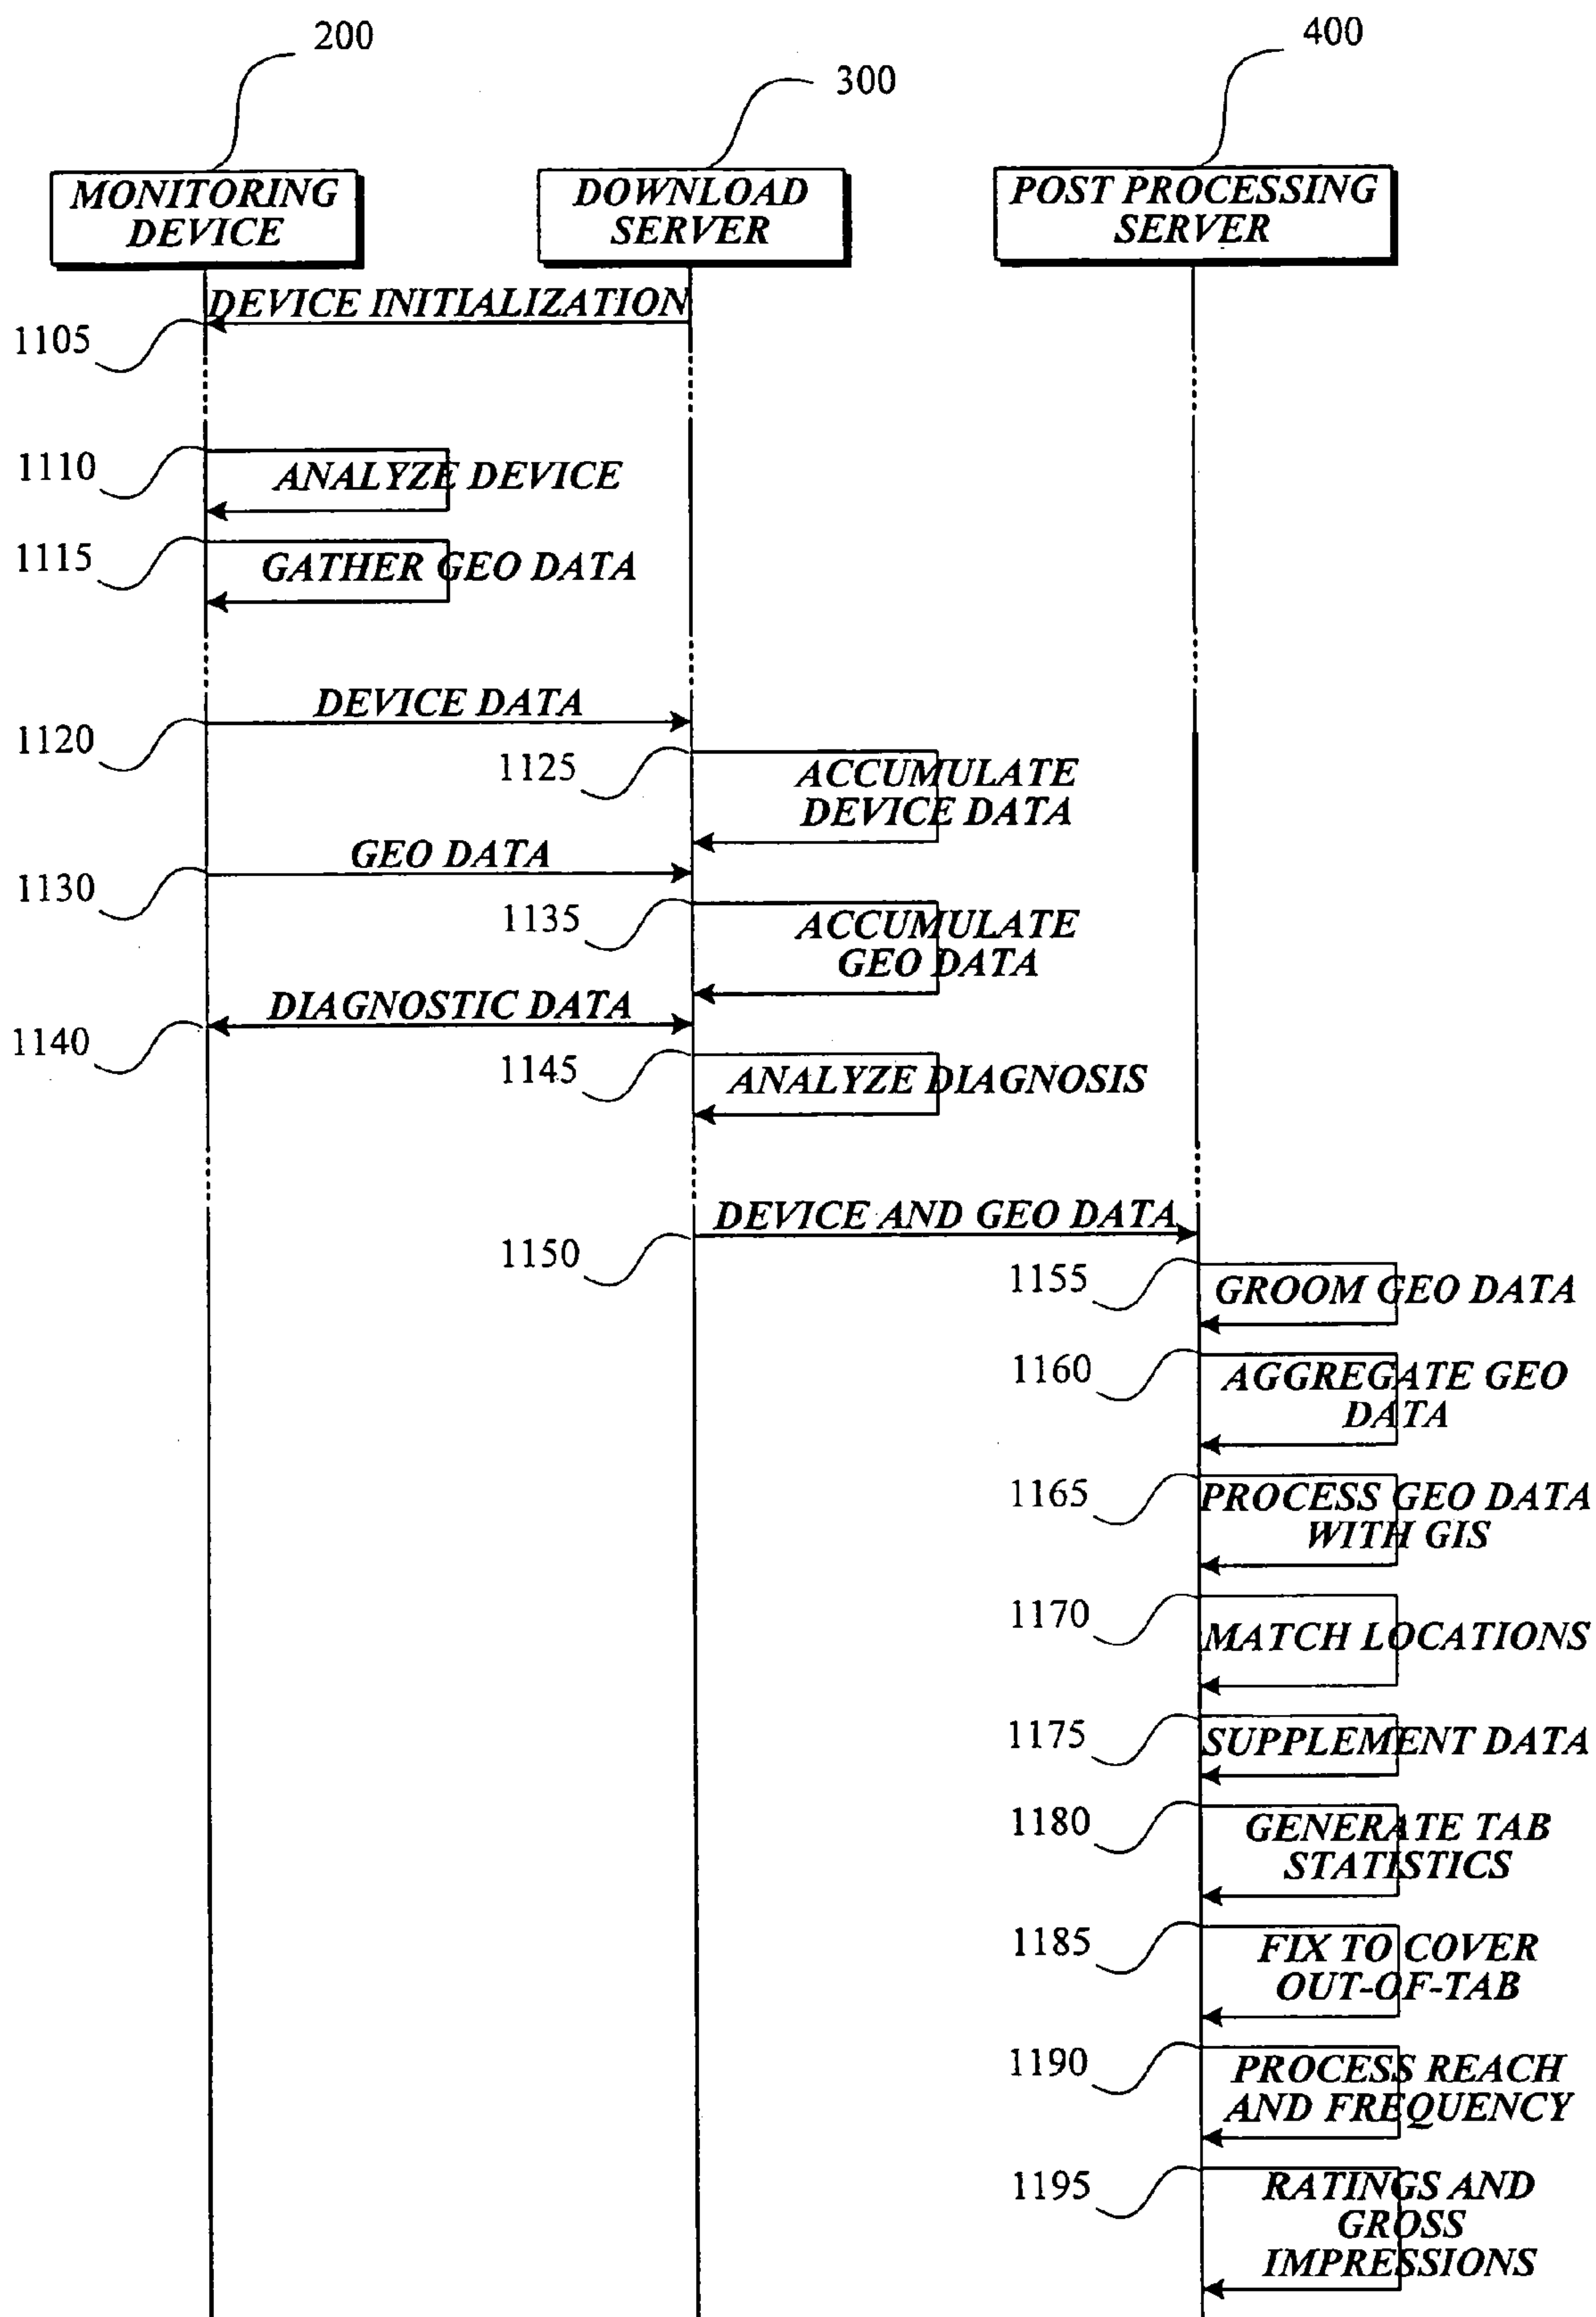 200
300
400
MONITORING
DEVICE
DOWNLOAD
SERVER
POST PROCESSING
SERVER
DEVICE INITIALIZATION
1105
1110
ANALYZE DEVICE
1115
GATHER GEO DATA
DEVICE DATA
1120
1125
ACCUMULATE
DEVICE DATA
GEO DATA
1130
1135
ACCUMULATE
GEO DATA
DIAGNOSTIC DATA
1140
1145
ANALYZE DIAGNOSIS
DEVICE AND GEO DATA
1150
1155
GROOM GEO DATA
1160
AGGREGATE GEO
DATA
1165
PROCESS GEO DATA
WITH GIS
1170
MATCH LOCATIONS
1175
SUPPLEMENT DATA
1180
GENERATE TAB
STATISTICS
1185
FIX TO COVER
OUT-OF-TAB
1190
PROCESS REACH
AND FREQUENCY
1195
RATINGS AND
GROSS
IMPRESSIONS